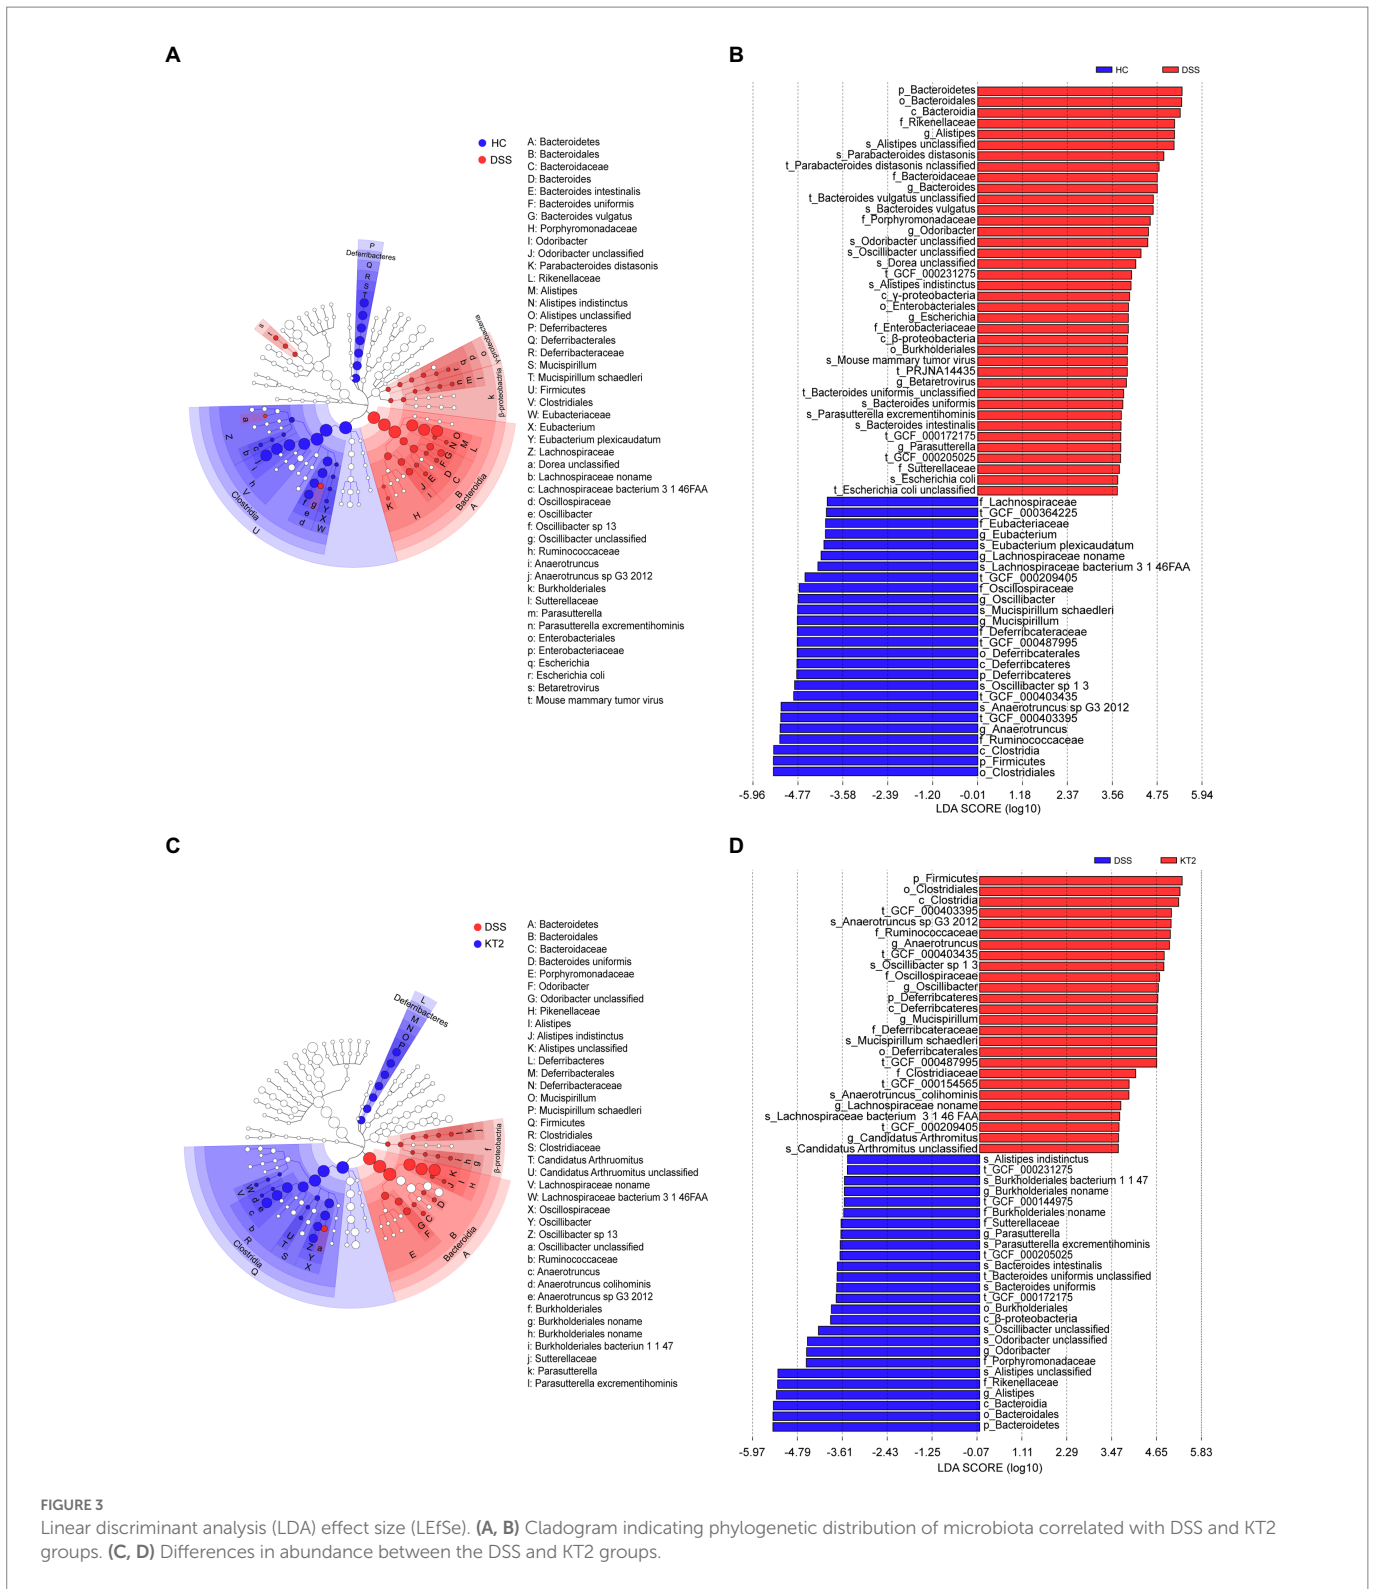 A
HC
DSS
A: Bacteroidetes
B: Bacteroidales
C: Bacteroidaceae
D: Bacteroides
E: Bacteroides intestinalis
F: Bacteroides uniformis
G: Bacteroides vulgatus
H: Porphyromonadaceae
I: Odoribacter
J: Odoribacter unclassified
K: Parabacteroides distasonis
L: Rikenellaceae
M: Alistipes
N: Alistipes indistinctus
O: Alistipes unclassified
P: Deferribacteres
Q: Deferribacterales
R: Deferribacteraceae
S: Mucispirillum
T: Mucispirillum schaedleri
U: Firmicutes
V: Clostridiales
W: Eubacteriaceae
X: Eubacterium
Y: Eubacterium plexicaudatum
Z: Lachnospiraceae
a: Dorea unclassified
b: Lachnospiraceae noname
c: Lachnospiraceae bacterium 3 1 46FAA
d: Oscillospiraceae
e: Oscillibacter
f: Oscillibacter sp 13
g: Oscillibacter unclassified
h: Ruminococcaceae
i: Anaerotruncus
j: Anaerotruncus sp G3 2012
k: Burkholderiales
l: Sutterellaceae
m: Parasutterella
n: Parasutterella excrementihominis
o: Enterobacteriales
p: Enterobacteriaceae
q: Escherichia
r: Escherichia coli
s: Betaretrovirus
t: Mouse mammary tumor virus
P
Deferribacteres
Q
R
S
T
γ-proteobacteria
β-proteobactria
Bacteroidia
A
Clostridia
U
B
HC
DSS
p_Bacteroidetes
o_Bacteroidales
c_Bacteroidia
f_Rikenellaceae
g_Alistipes
s_Alistipes unclassified
s_Parabacteroides distasonis
t_Parabacteroides distasonis nclassified
f_Bacteroidaceae
g_Bacteroides
t_Bacteroides vulgatus unclassified
s_Bacteroides vulgatus
f_Porphyromonadaceae
g_Odoribacter
s_Odoribacter unclassified
s_Oscillibacter unclassified
s_Dorea unclassified
t_GCF_000231275
s_Alistipes indistinctus
c_γ-proteobacteria
o_Enterobacteriales
g_Escherichia
f_Enterobacteriaceae
c_β-proteobacteria
o_Burkholderiales
s_Mouse mammary tumor virus
t_PRJNA14435
g_Betaretrovirus
t_Bacteroides uniformis_unclassified
s_Bacteroides uniformis
s_Parasutterella excrementihominis
s_Bacteroides intestinalis
t_GCF_000172175
g_Parasutterella
t_GCF_000205025
f_Sutterellaceae
s_Escherichia coli
t_Escherichia coli unclassified
f_Lachnospiraceae
t_GCF_000364225
f_Eubacteriaceae
g_Eubacterium
s_Eubacterium plexicaudatum
g_Lachnospiraceae noname
s_Lachnospiraceae bacterium 3 1 46FAA
t_GCF_000209405
f_Oscillospiraceae
g_Oscillibacter
s_Mucispirillum schaedleri
g_Mucispirillum
f_Deferribcateraceae
t_GCF_000487995
o_Deferribcaterales
c_Deferribcateres
p_Deferribcateres
s_Oscillibacter sp 1 3
t_GCF_000403435
s_Anaerotruncus sp G3 2012
t_GCF_000403395
g_Anaerotruncus
f_Ruminococcaceae
c_Clostridia
p_Firmicutes
o_Clostridiales
-5.96 -4.77 -3.58 -2.39 -1.20 -0.01 1.18 2.37 3.56 4.75 5.94
LDA SCORE (log10)
C
DSS
KT2
A: Bacteroidetes
B: Bacteroidales
C: Bacteroidaceae
D: Bacteroides uniformis
E: Porphyromonadaceae
F: Odoribacter
G: Odoribacter unclassified
H: Pikenellaceae
I: Alistipes
J: Alistipes indistinctus
K: Alistipes unclassified
L: Deferribacteres
M: Deferribacterales
N: Deferribacteraceae
O: Mucispirillum
P: Mucispirillum schaedleri
Q: Firmicutes
R: Clostridiales
S: Clostridiaceae
T: Candidatus Arthruomitus
U: Candidatus Arthruomitus unclassified
V: Lachnospiraceae noname
W: Lachnospiraceae bacterium 3 1 46FAA
X: Oscillospiraceae
Y: Oscillibacter
Z: Oscillibacter sp 13
a: Oscillibacter unclassified
b: Ruminococcaceae
c: Anaerotruncus
d: Anaerotruncus colihominis
e: Anaerotruncus sp G3 2012
f: Burkholderiales
g: Burkholderiales noname
h: Burkholderiales noname
i: Burkholderiales bacteriun 1 1 47
j: Sutterellaceae
k: Parasutterella
l: Parasutterella excrementihominis
L
Deferribacteres
M
N
O
P
β-proteobactria
Bacteroidia
A
Clostridia
Q
D
DSS
KT2
p_Firmicutes
o_Clostridiales
c_Clostridia
t_GCF_000403395
s_Anaerotruncus sp G3 2012
f_Ruminococcaceae
g_Anaerotruncus
t_GCF_000403435
s_Oscillibacter sp 1 3
f_Oscillospiraceae
g_Oscillibacter
p_Deferribcateres
c_Deferribcateres
g_Mucispirillum
f_Deferribcateraceae
s_Mucispirillum schaedleri
o_Deferribcaterales
t_GCF_000487995
f_Clostridiaceae
t_GCF_000154565
s_Anaerotruncus_colihominis
g_Lachnospiraceae noname
s_Lachnospiraceae bacterium 3 1 46 FAA
t_GCF_000209405
g_Candidatus Arthromitus
s_Candidatus Arthromitus unclassified
s_Alistipes indistinctus
t_GCF_000231275
s_Burkholderiales bacterium 1 1 47
g_Burkholderiales noname
t_GCF_000144975
f_Burkholderiales noname
f_Sutterellaceae
g_Parasutterella
s_Parasutterella excrementihominis
t_GCF_000205025
s_Bacteroides intestinalis
t_Bacteroides uniformis unclassified
s_Bacteroides uniformis
t_GCF_000172175
o_Burkholderiales
c_β-proteobacteria
s_Oscillibacter unclassified
s_Odoribacter unclassified
g_Odoribacter
f_Porphyromonadaceae
s_Alistipes unclassified
f_Rikenellaceae
g_Alistipes
c_Bacteroidia
o_Bacteroidales
p_Bacteroidetes
-5.97 -4.79 -3.61 -2.43 -1.25 -0.07 1.11 2.29 3.47 4.65 5.83
LDA SCORE (log10)
FIGURE 3
Linear discriminant analysis (LDA) effect size (LEfSe). (A, B) Cladogram indicating phylogenetic distribution of microbiota correlated with DSS and KT2
groups. (C, D) Differences in abundance between the DSS and KT2 groups.